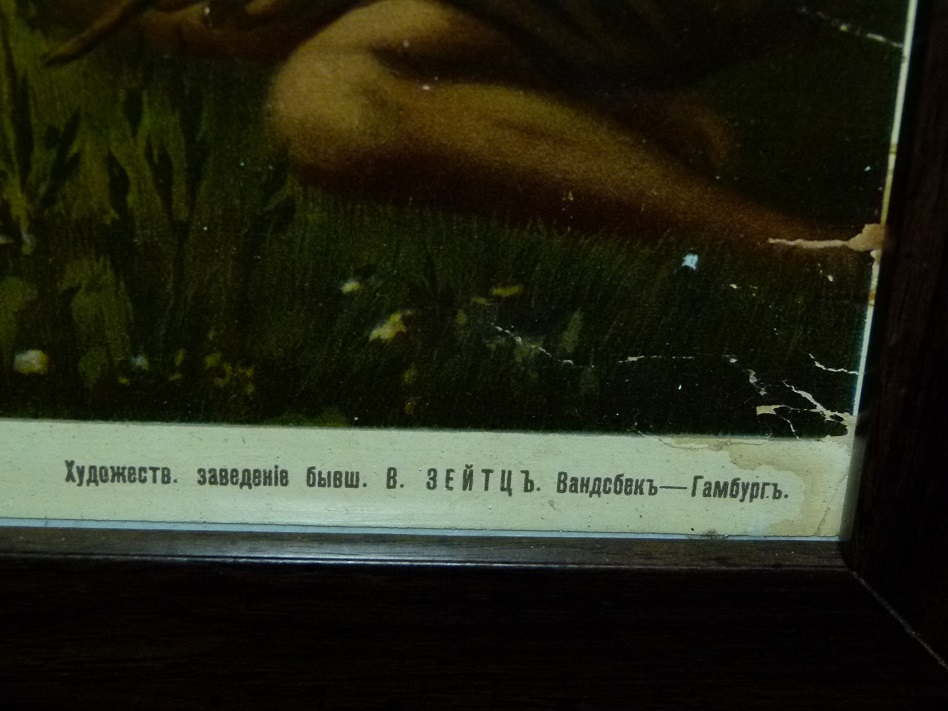 Художеств. заведеніе бывш. В. ЗЕЙТЦЪ. Вандсбекъ—Гамбургъ.